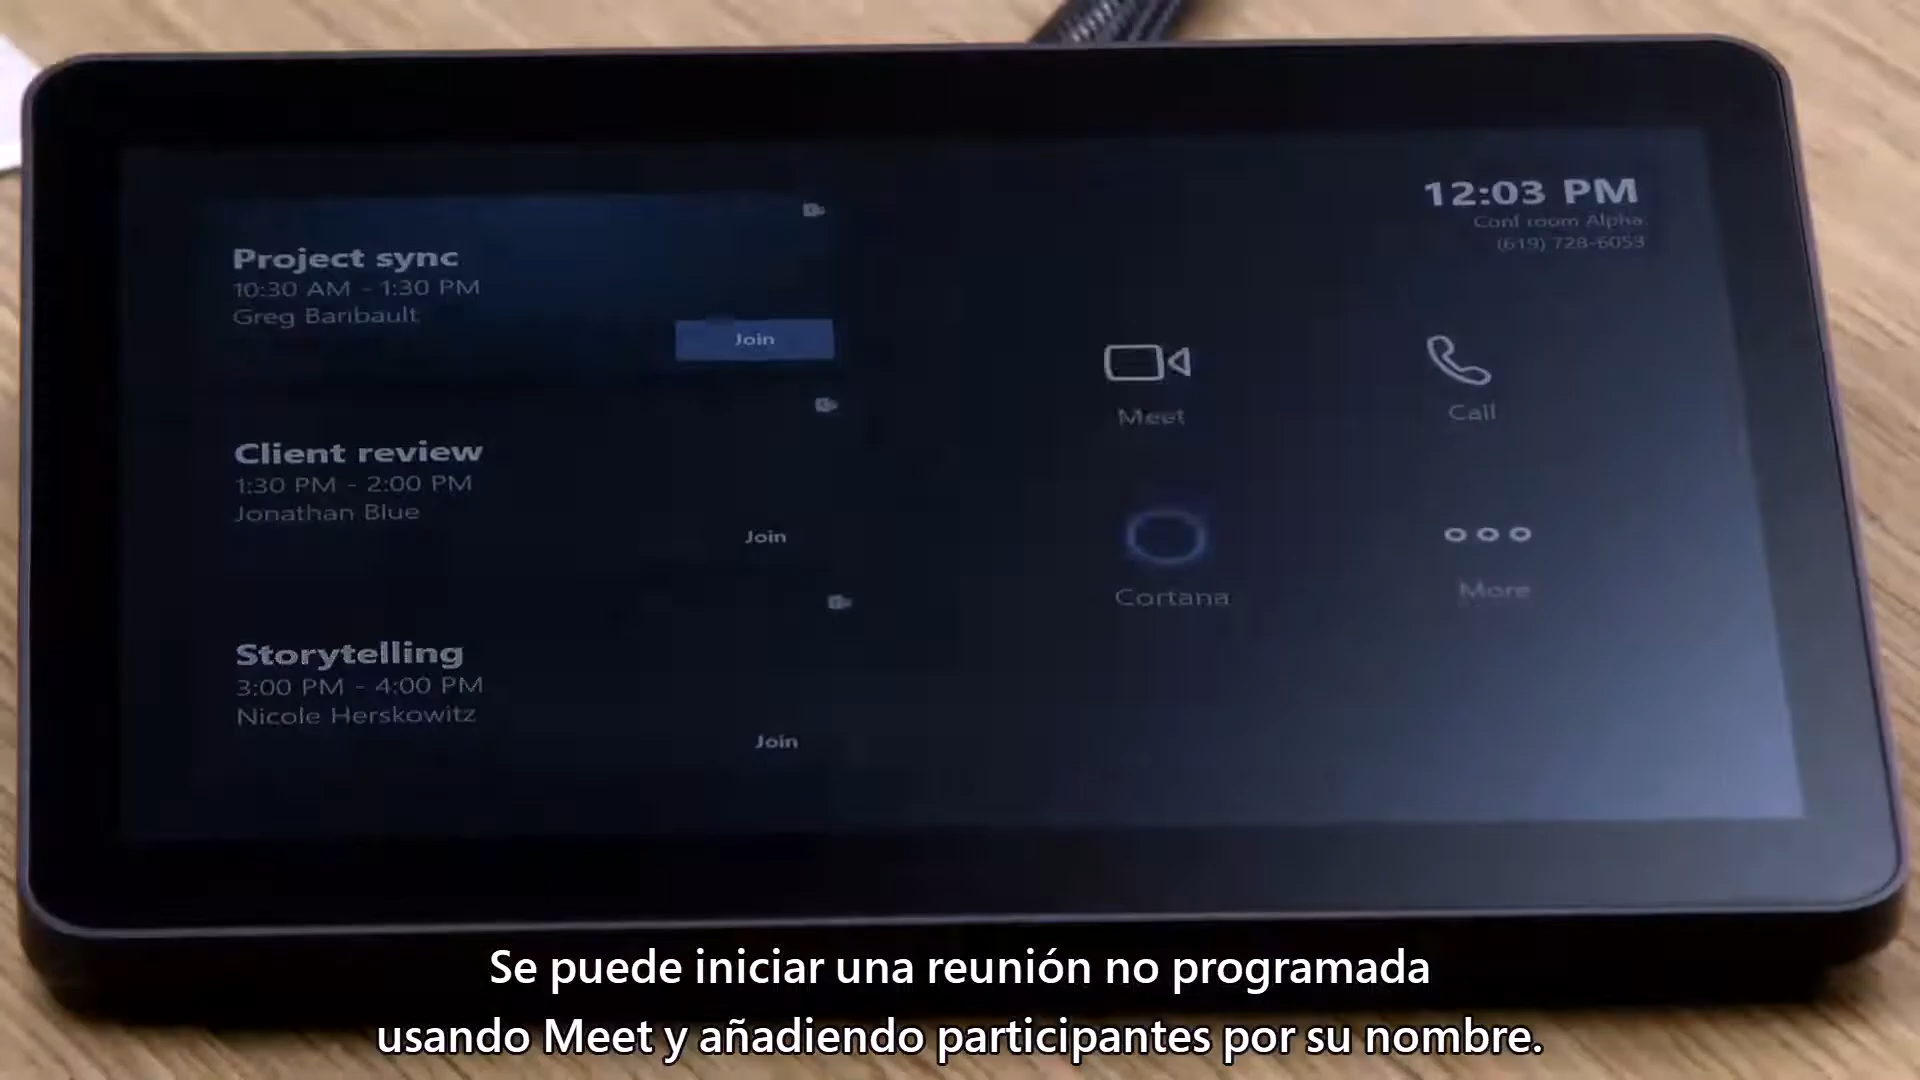 12:03 PM
Conf room Alpha
(619) 728-6053
Project sync
10:30 AM - 1:30 PM
Greg Baribault
Join
Client review
1:30 PM - 2:00 PM
Jonathan Blue
Join
Storytelling
3:00 PM - 4:00 PM
Nicole Herskowitz
Join
Meet
Call
Cortana
More
Se puede iniciar una reunión no programada
usando Meet y añadiendo participantes por su nombre.